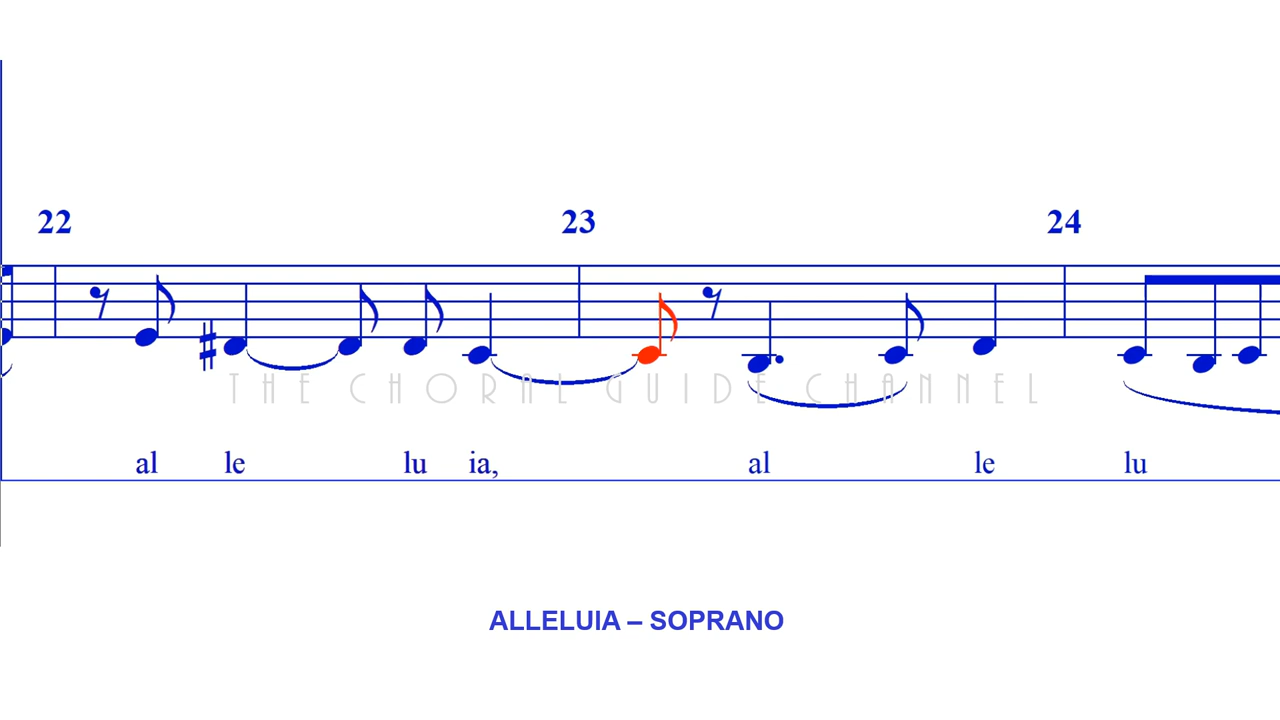 22 23 24
THE CHORAL GUIDE CHANNEL
al le lu ia, al le lu
ALLELUIA – SOPRANO